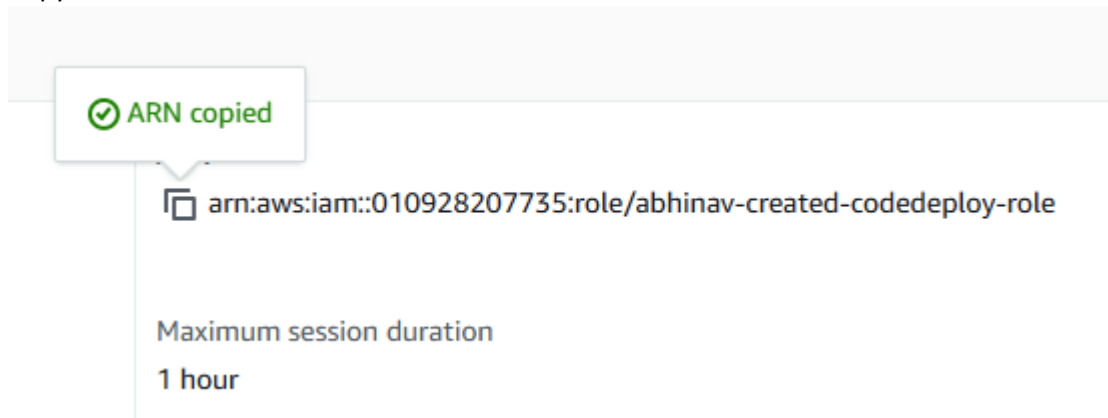 ARN copied
arn:aws:iam::010928207735:role/abhinav-created-codedeploy-role
Maximum session duration
1 hour